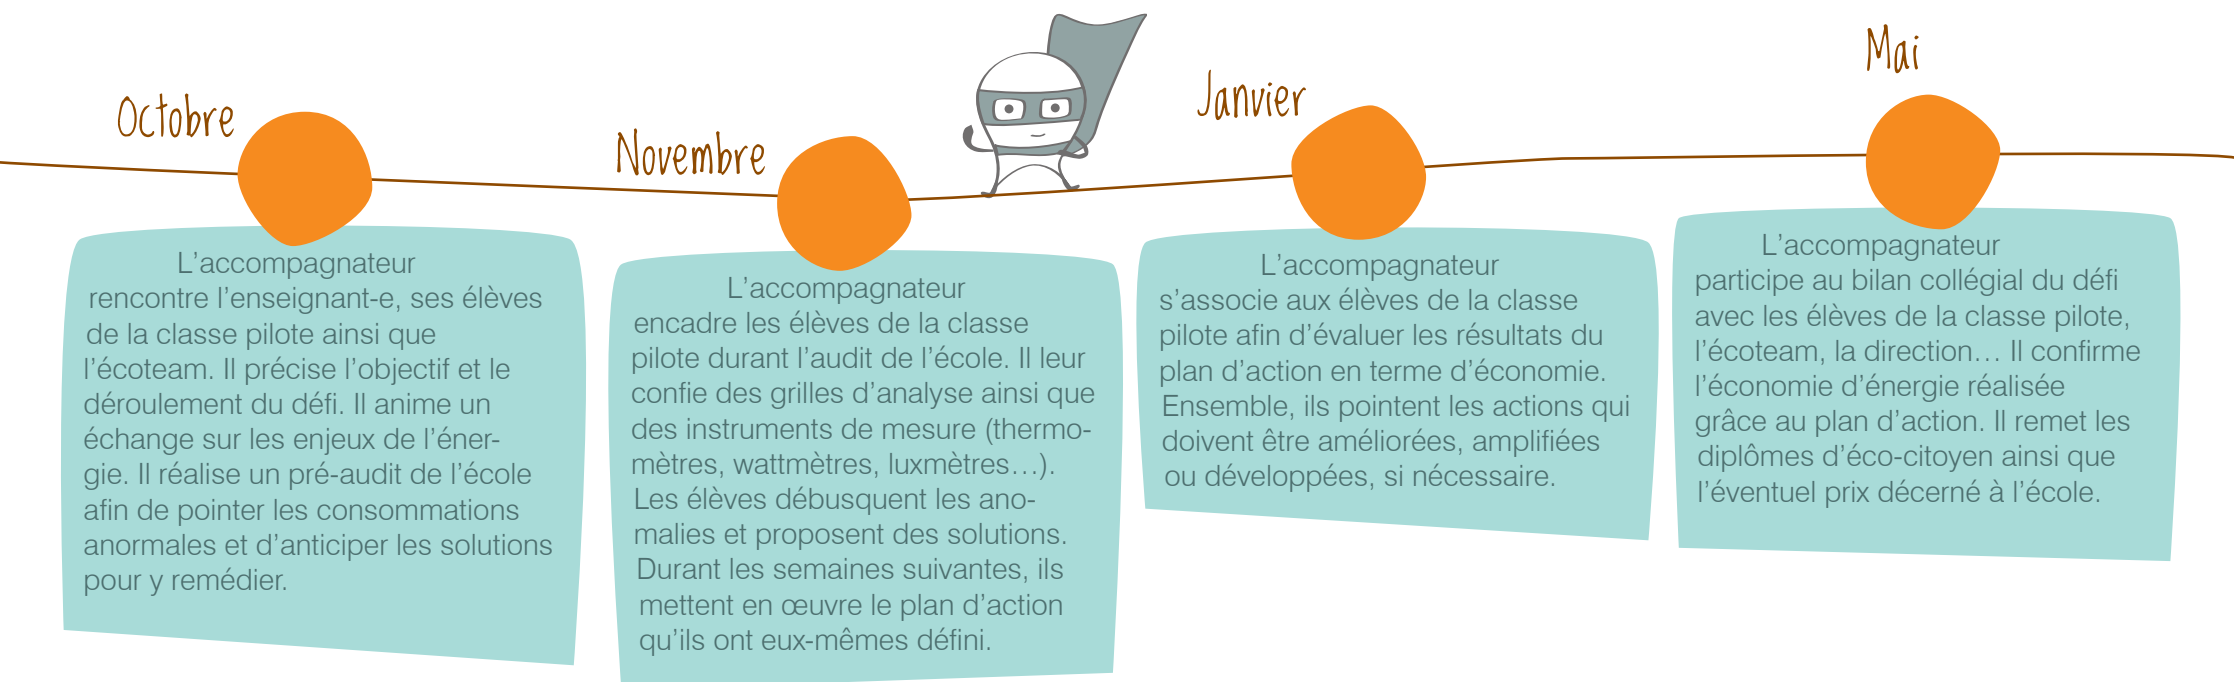 Octobre
L’accompagnateur
rencontre l’enseignant-e, ses élèves
de la classe pilote ainsi que
l’écoteam. Il précise l’objectif et le
déroulement du défi. Il anime un
échange sur les enjeux de l’éner-
gie. Il réalise un pré-audit de l’école
afin de pointer les consommations
anormales et d’anticiper les solutions
pour y remédier.
Novembre
L’accompagnateur
encadre les élèves de la classe
pilote durant l’audit de l’école. Il leur
confie des grilles d’analyse ainsi que
des instruments de mesure (thermo-
mètres, wattmètres, luxmètres…).
Les élèves débusquent les ano-
malies et proposent des solutions.
Durant les semaines suivantes, ils
mettent en œuvre le plan d’action
qu’ils ont eux-mêmes défini.
Janvier
L’accompagnateur
s’associe aux élèves de la classe
pilote afin d’évaluer les résultats du
plan d’action en terme d’économie.
Ensemble, ils pointent les actions qui
doivent être améliorées, amplifiées
ou développées, si nécessaire.
Mai
L’accompagnateur
participe au bilan collégial du défi
avec les élèves de la classe pilote,
l’écoteam, la direction… Il confirme
l’économie d’énergie réalisée
grâce au plan d’action. Il remet les
diplômes d’éco-citoyen ainsi que
l’éventuel prix décerné à l’école.